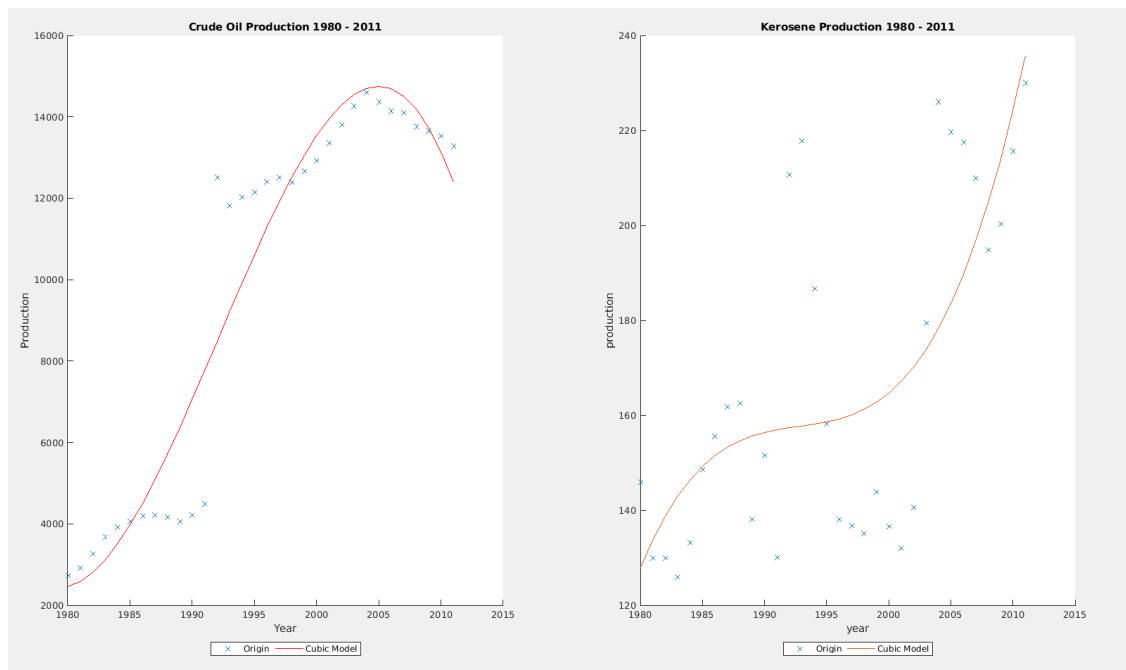 Crude Oil Production 1980 - 2011
16000
14000
12000
10000
8000
6000
4000
2000
Production
1980 1985 1990 1995 2000 2005 2010 2015
Year
Origin Cubic Model
Kerosene Production 1980 - 2011
240
220
200
180
160
140
120
production
1980 1985 1990 1995 2000 2005 2010 2015
year
Origin Cubic Model